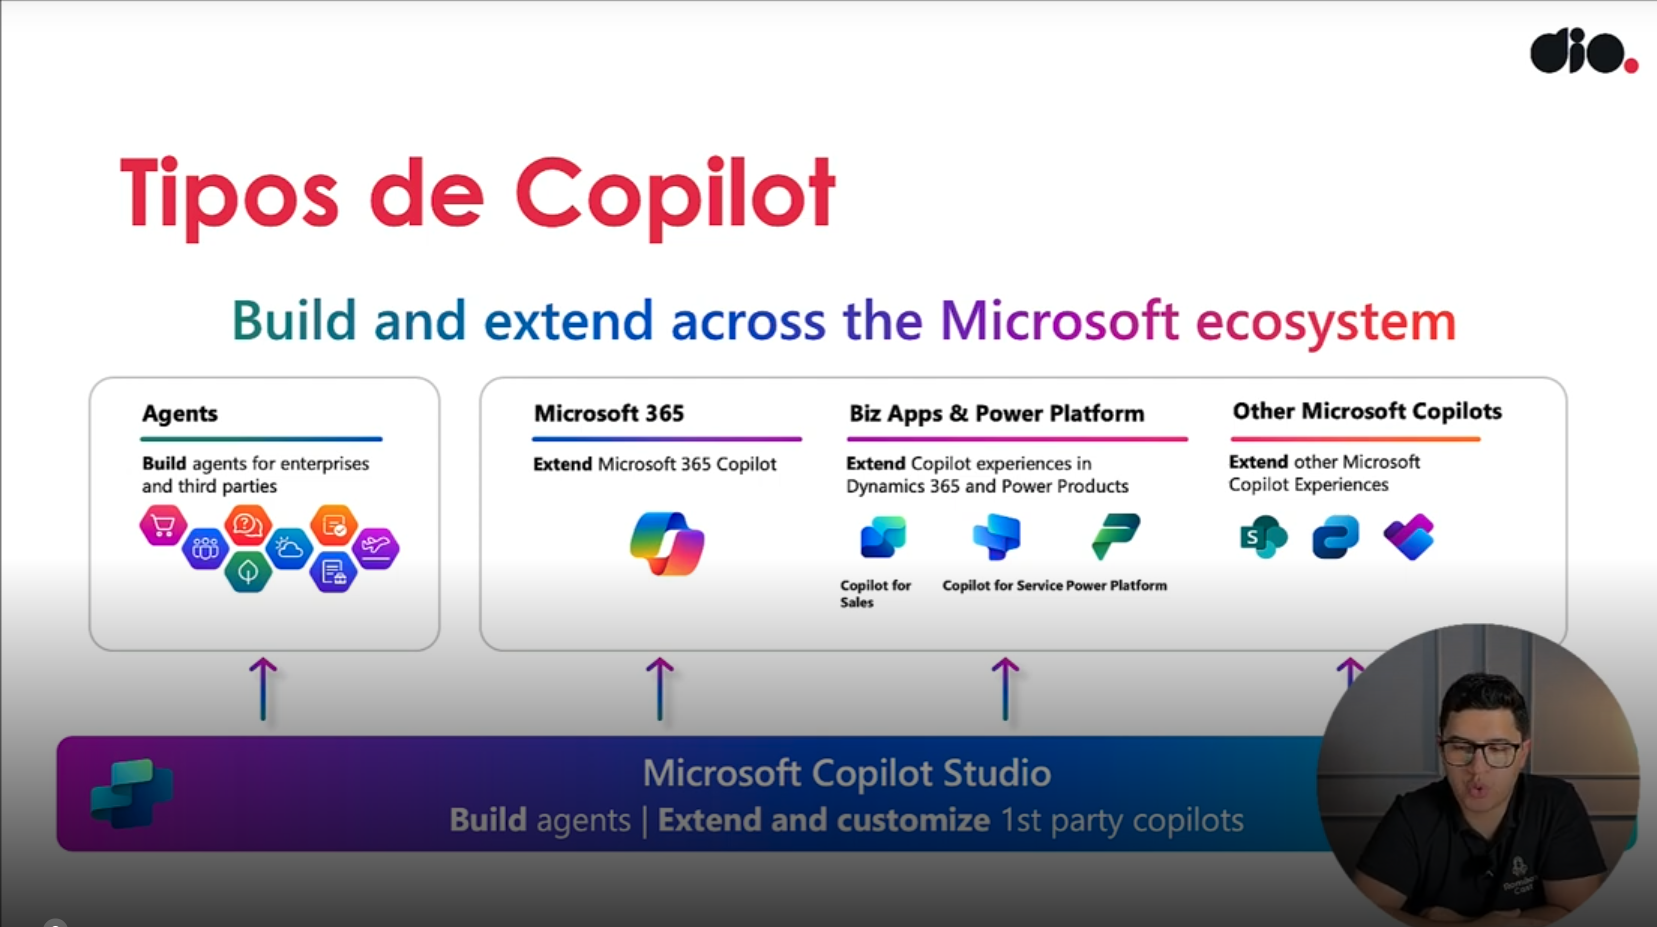 dio.
Tipos de Copilot
Build and extend across the Microsoft ecosystem
Agents
Build agents for enterprises
and third parties
Microsoft 365
Extend Microsoft 365 Copilot
Biz Apps & Power Platform
Extend Copilot experiences in
Dynamics 365 and Power Products
Copilot for
Sales
Copilot for Service
Power Platform
Other Microsoft Copilots
Extend other Microsoft
Copilot Experiences
S
Microsoft Copilot Studio
Build agents | Extend and customize 1st party copilots